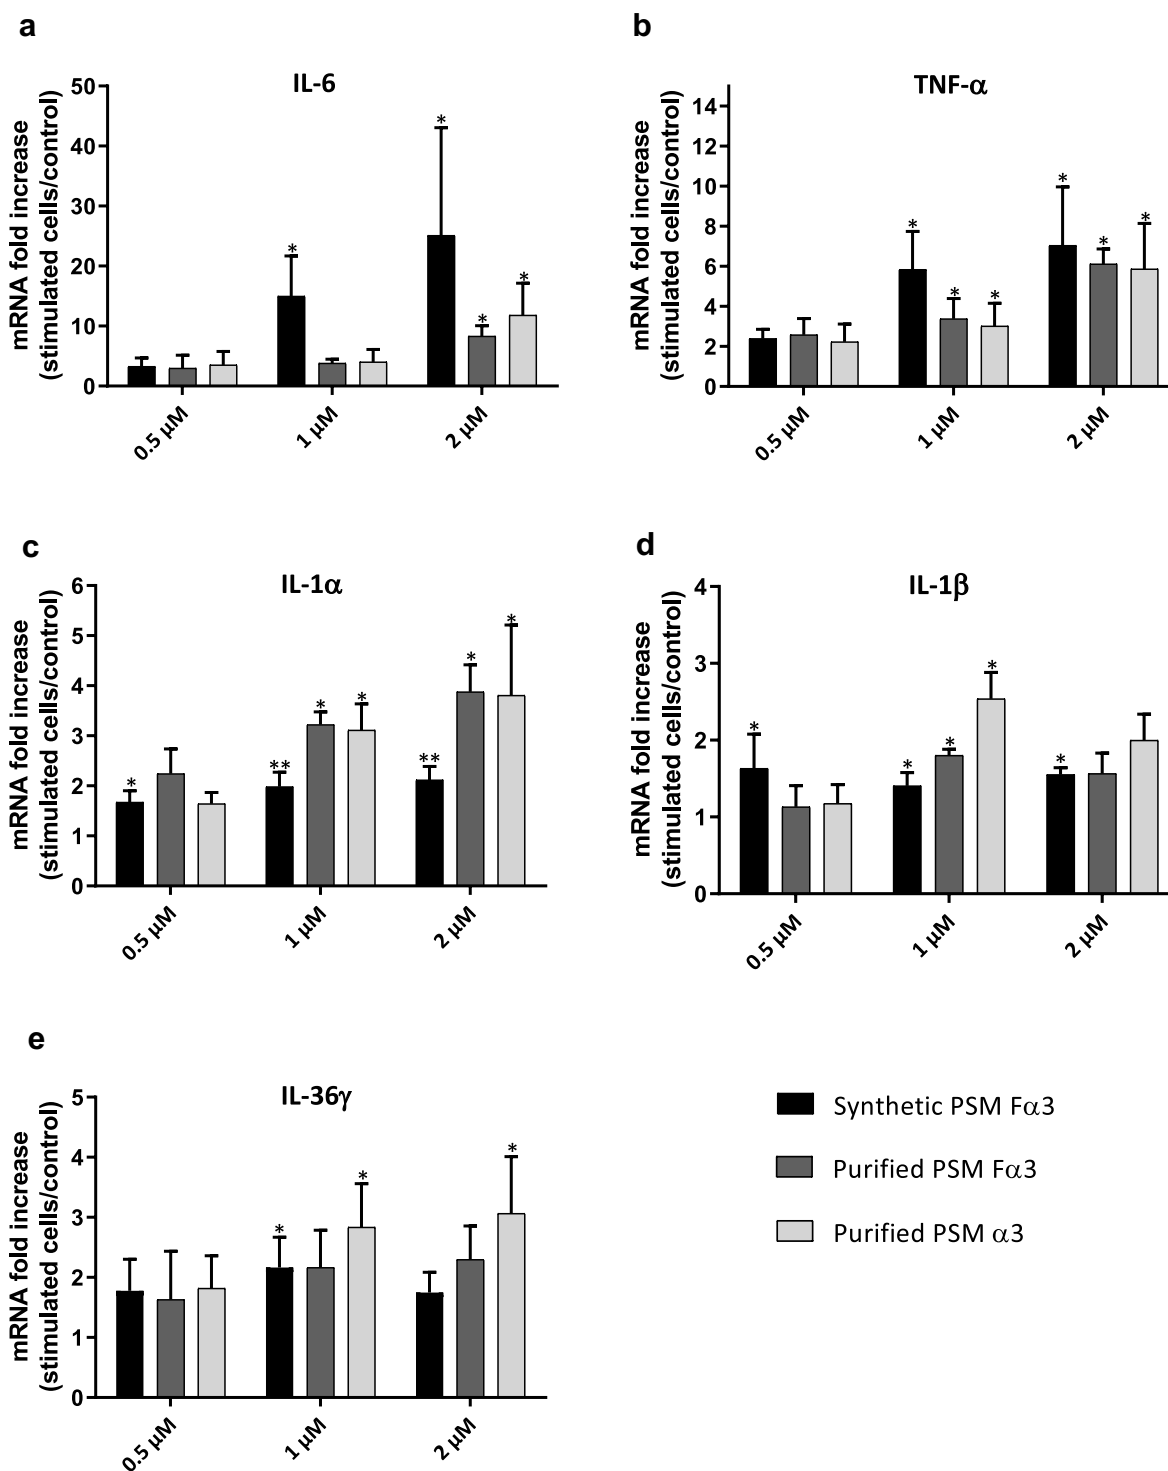 a
IL-6
mRNA fold increase
(stimulated cells/control)
50
40
30
20
10
0
*
*
*
*
0.5 µM
1 µM
2 µM
b
TNF-α
mRNA fold increase
(stimulated cells/control)
14
12
10
8
6
4
2
0
*
*
*
*
*
*
0.5 µM
1 µM
2 µM
c
IL-1α
mRNA fold increase
(stimulated cells/control)
6
5
4
3
2
1
0
*
**
*
*
**
*
*
0.5 µM
1 µM
2 µM
d
IL-1β
mRNA fold increase
(stimulated cells/control)
4
3
2
1
0
*
*
*
*
*
0.5 µM
1 µM
2 µM
e
IL-36γ
mRNA fold increase
(stimulated cells/control)
5
4
3
2
1
0
*
*
*
0.5 µM
1 µM
2 µM
Synthetic PSM Fα3
Purified PSM Fα3
Purified PSM α3